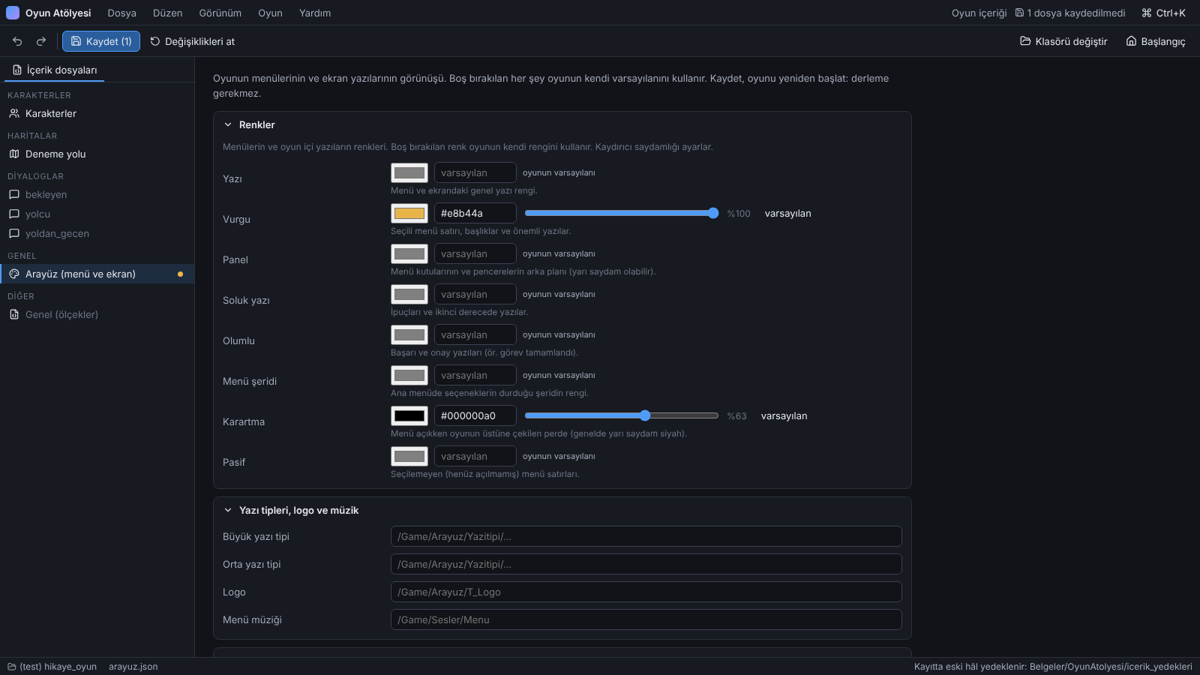 Oyun Atölyesi Dosya Düzen Görünüm Oyun Yardım Oyun içeriği 1 dosya kaydedilmedi ⌘ Ctrl+K
Kaydet (1) Değişiklikleri at Klasörü değiştir Başlangıç
İçerik dosyaları
KARAKTERLER
Karakterler
HARİTALAR
Deneme yolu
DİYALOGLAR
bekleyen
yolcu
yoldan_gecen
GENEL
Arayüz (menü ve ekran)
DİĞER
Genel (ölçekler)
Oyunun menülerinin ve ekran yazılarının görünüşü. Boş bırakılan her şey oyunun kendi varsayılanını kullanır. Kaydet, oyunu yeniden başlat: derleme
gerekmez.
Renkler
Menülerin ve oyun içi yazıların renkleri. Boş bırakılan renk oyunun kendi rengini kullanır. Kaydırıcı saydamlığı ayarlar.
Yazı varsayılan oyunun varsayılanı
Menü ve ekrandaki genel yazı rengi.
Vurgu #e8b44a %100 varsayılan
Seçili menü satırı, başlıklar ve önemli yazılar.
Panel varsayılan oyunun varsayılanı
Menü kutularının ve pencerelerin arka planı (yarı saydam olabilir).
Soluk yazı varsayılan oyunun varsayılanı
İpuçları ve ikinci derecede yazılar.
Olumlu varsayılan oyunun varsayılanı
Başarı ve onay yazıları (ör. görev tamamlandı).
Menü şeridi varsayılan oyunun varsayılanı
Ana menüde seçeneklerin durduğu şeridin rengi.
Karartma #000000a0 %63 varsayılan
Menü açıkken oyunun üstüne çekilen perde (genelde yarı saydam siyah).
Pasif varsayılan oyunun varsayılanı
Seçilemeyen (henüz açılmamış) menü satırları.
Yazı tipleri, logo ve müzik
Büyük yazı tipi /Game/Arayuz/Yazitipi/...
Orta yazı tipi /Game/Arayuz/Yazitipi/...
Logo /Game/Arayuz/T_Logo
Menü müziği /Game/Sesler/Menu
(test) hikaye_oyun arayuz.json Kayıtta eski hâl yedeklenir: Belgeler/OyunAtolyesi/icerik_yedekleri